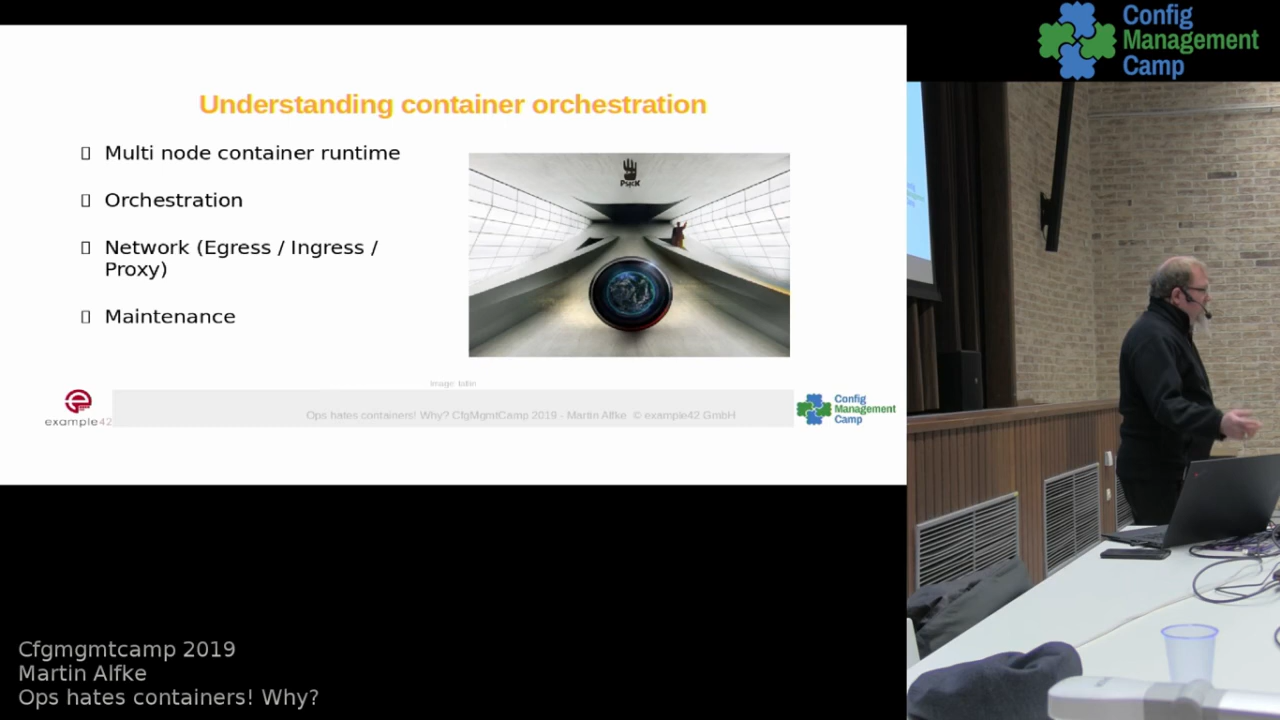 Config
Management
Camp
Understanding container orchestration
Multi node container runtime
Orchestration
Network (Egress / Ingress /
Proxy)
Maintenance
PsycK
Image: tallin
example42
Ops hates containers! Why? CfgMgmtCamp 2019 - Martin Alfke © example42 GmbH
Config
Management
Camp
Cfgmgmtcamp 2019
Martin Alfke
Ops hates containers! Why?